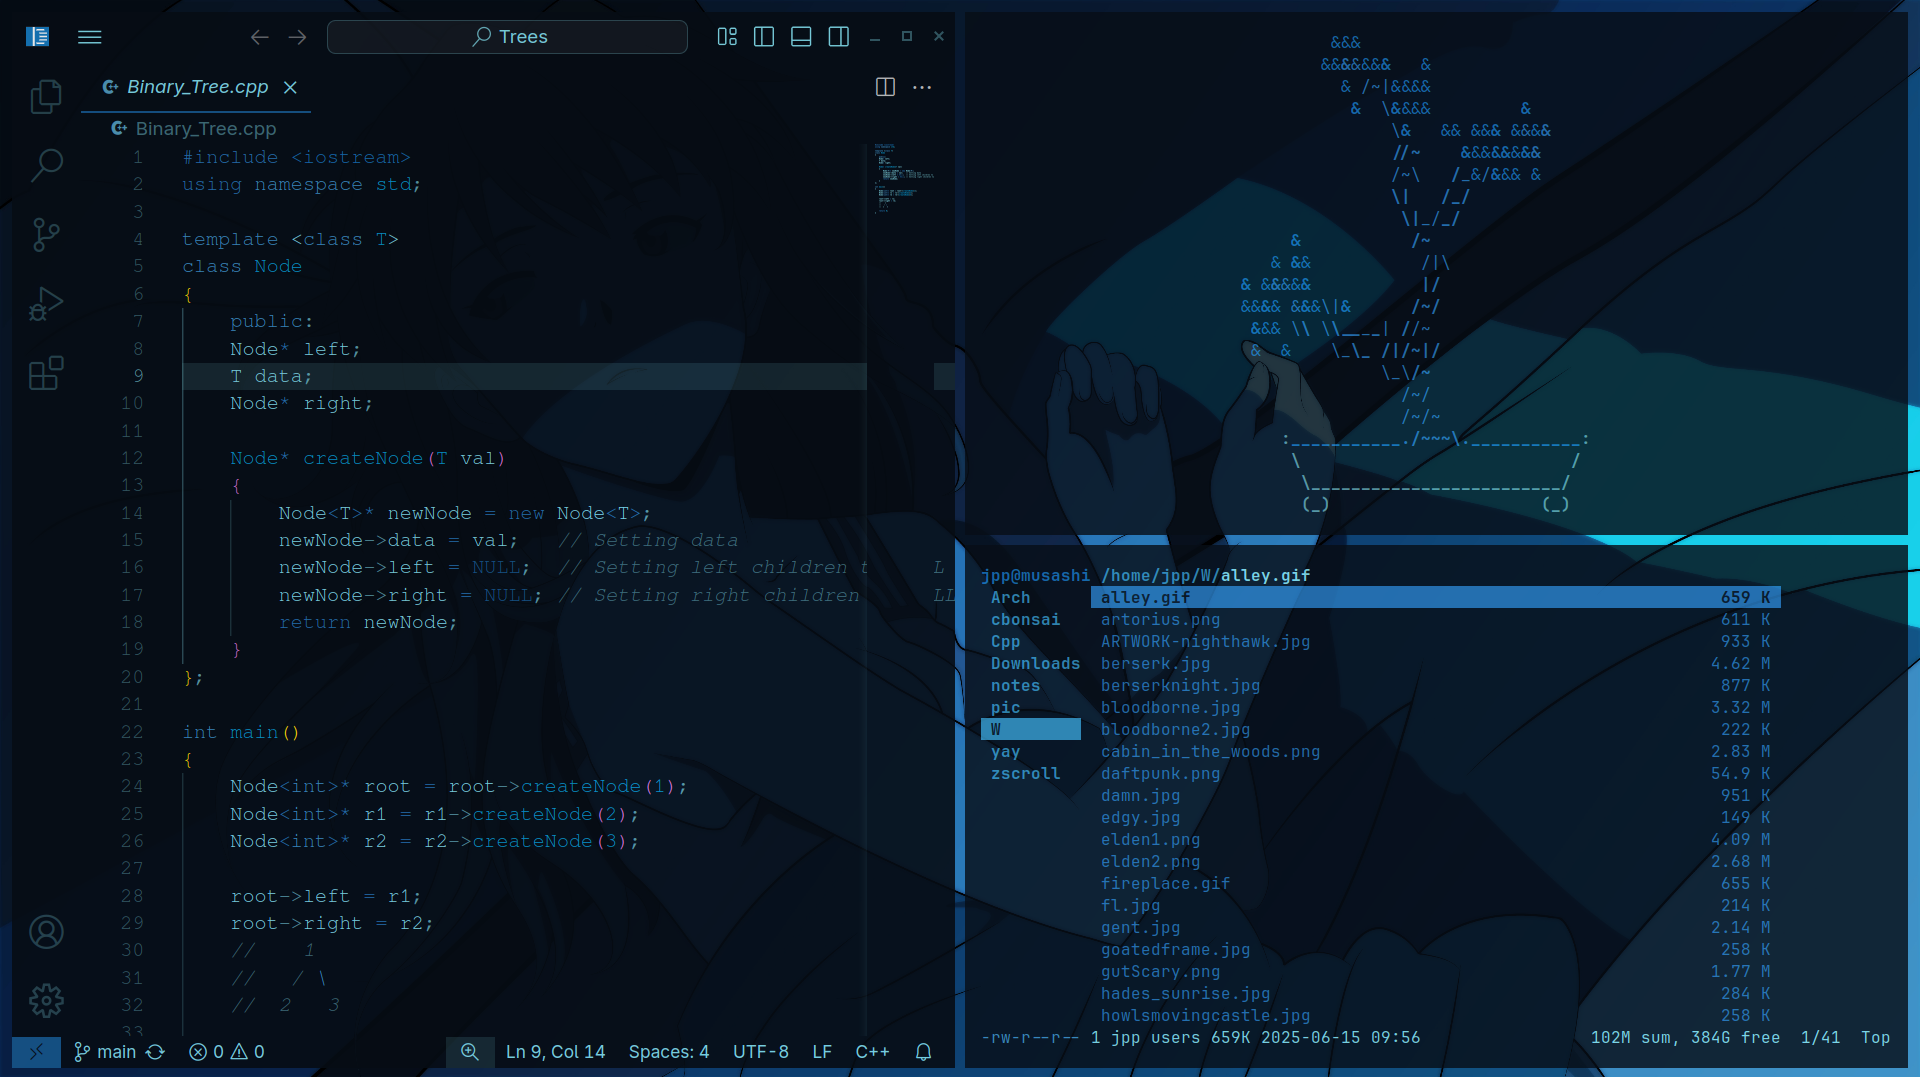 Trees
Binary_Tree.cpp
Binary_Tree.cpp
1 #include <iostream>
2 using namespace std;
3
4 template <class T>
5 class Node
6 {
7 public:
8 Node* left;
9 T data;
10 Node* right;
11
12 Node* createNode(T val)
13 {
14 Node<T>* newNode = new Node<T>;
15 newNode->data = val; // Setting data
16 newNode->left = NULL; // Setting left children t L
17 newNode->right = NULL; // Setting right children LL
18 return newNode;
19 }
20 };
21
22 int main()
23 {
24 Node<int>* root = root->createNode(1);
25 Node<int>* r1 = r1->createNode(2);
26 Node<int>* r2 = r2->createNode(3);
27
28 root->left = r1;
29 root->right = r2;
30 // 1
31 // / \
32 // 2 3
33
main 0 0 Ln 9, Col 14 Spaces: 4 UTF-8 LF C++
&&&
&&&&&&& &
& /~|&&&&
& \&&&& &
\& && &&& &&&&
//~ &&&&&&&&
/~\ /_&/&&& &
\| /_/
\|_/_/
& /~
& && /|\
& &&&&& |/
&&&& &&&\|& /~/
&&& \\ \\____| //~
& & \_\_ /|/~|/
\_\/~
/~/
/~/~
:___________./~~~\.___________:
\ /
\_________________________/
(_) (_)
jpp@musashi /home/jpp/W/alley.gif
Arch alley.gif 659 K
cbonsai artorius.png 611 K
Cpp ARTWORK-nighthawk.jpg 933 K
Downloads berserk.jpg 4.62 M
notes berserknight.jpg 877 K
pic bloodborne.jpg 3.32 M
W bloodborne2.jpg 222 K
yay cabin_in_the_woods.png 2.83 M
zscroll daftpunk.png 54.9 K
damn.jpg 951 K
edgy.jpg 149 K
elden1.png 4.09 M
elden2.png 2.68 M
fireplace.gif 655 K
fl.jpg 214 K
gent.jpg 2.14 M
goatedframe.jpg 258 K
gutScary.png 1.77 M
hades_sunrise.jpg 284 K
howlsmovingcastle.jpg 258 K
-rw-r--r-- 1 jpp users 659K 2025-06-15 09:56 102M sum, 384G free 1/41 Top